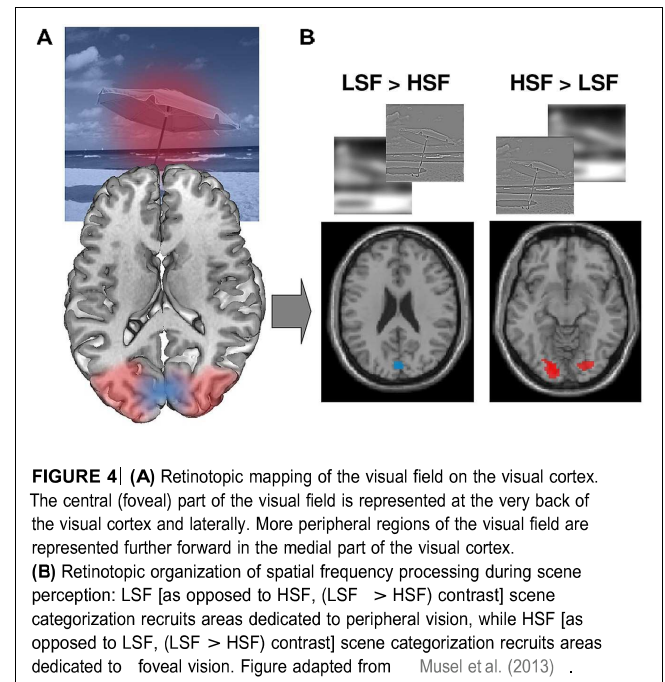 A
B
LSF > HSF
HSF > LSF
FIGURE 4| (A) Retinotopic mapping of the visual field on the visual cortex.
The central (foveal) part of the visual field is represented at the very back of
the visual cortex and laterally. More peripheral regions of the visual field are
represented further forward in the medial part of the visual cortex.
(B) Retinotopic organization of spatial frequency processing during scene
perception: LSF [as opposed to HSF, (LSF > HSF) contrast] scene
categorization recruits areas dedicated to peripheral vision, while HSF [as
opposed to LSF, (LSF > HSF) contrast] scene categorization recruits areas
dedicated to foveal vision. Figure adapted from Musel et al. (2013) .